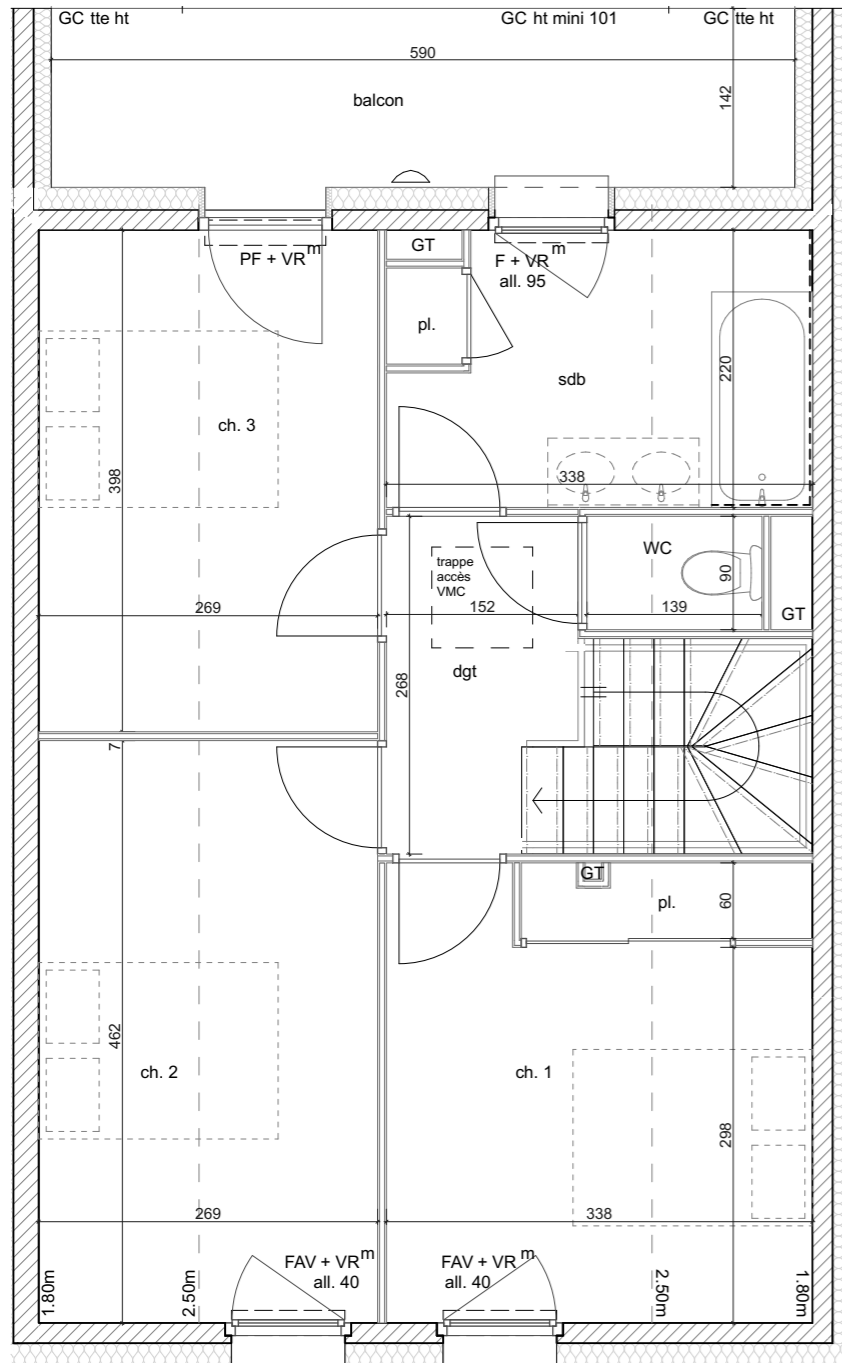 GC tte ht
GC ht mini 101
GC tte ht
590
142
balcon
PF + VR m
GT
F + VR m
all. 95
pl.
sdb
220
ch. 3
398
338
trappe
accès
VMC
WC
90
269
152
139
GT
268
dgt
7
GT
pl.
60
462
ch. 2
ch. 1
298
269
338
FAV + VR m
all. 40
FAV + VR m
all. 40
1.80m
2.50m
2.50m
1.80m